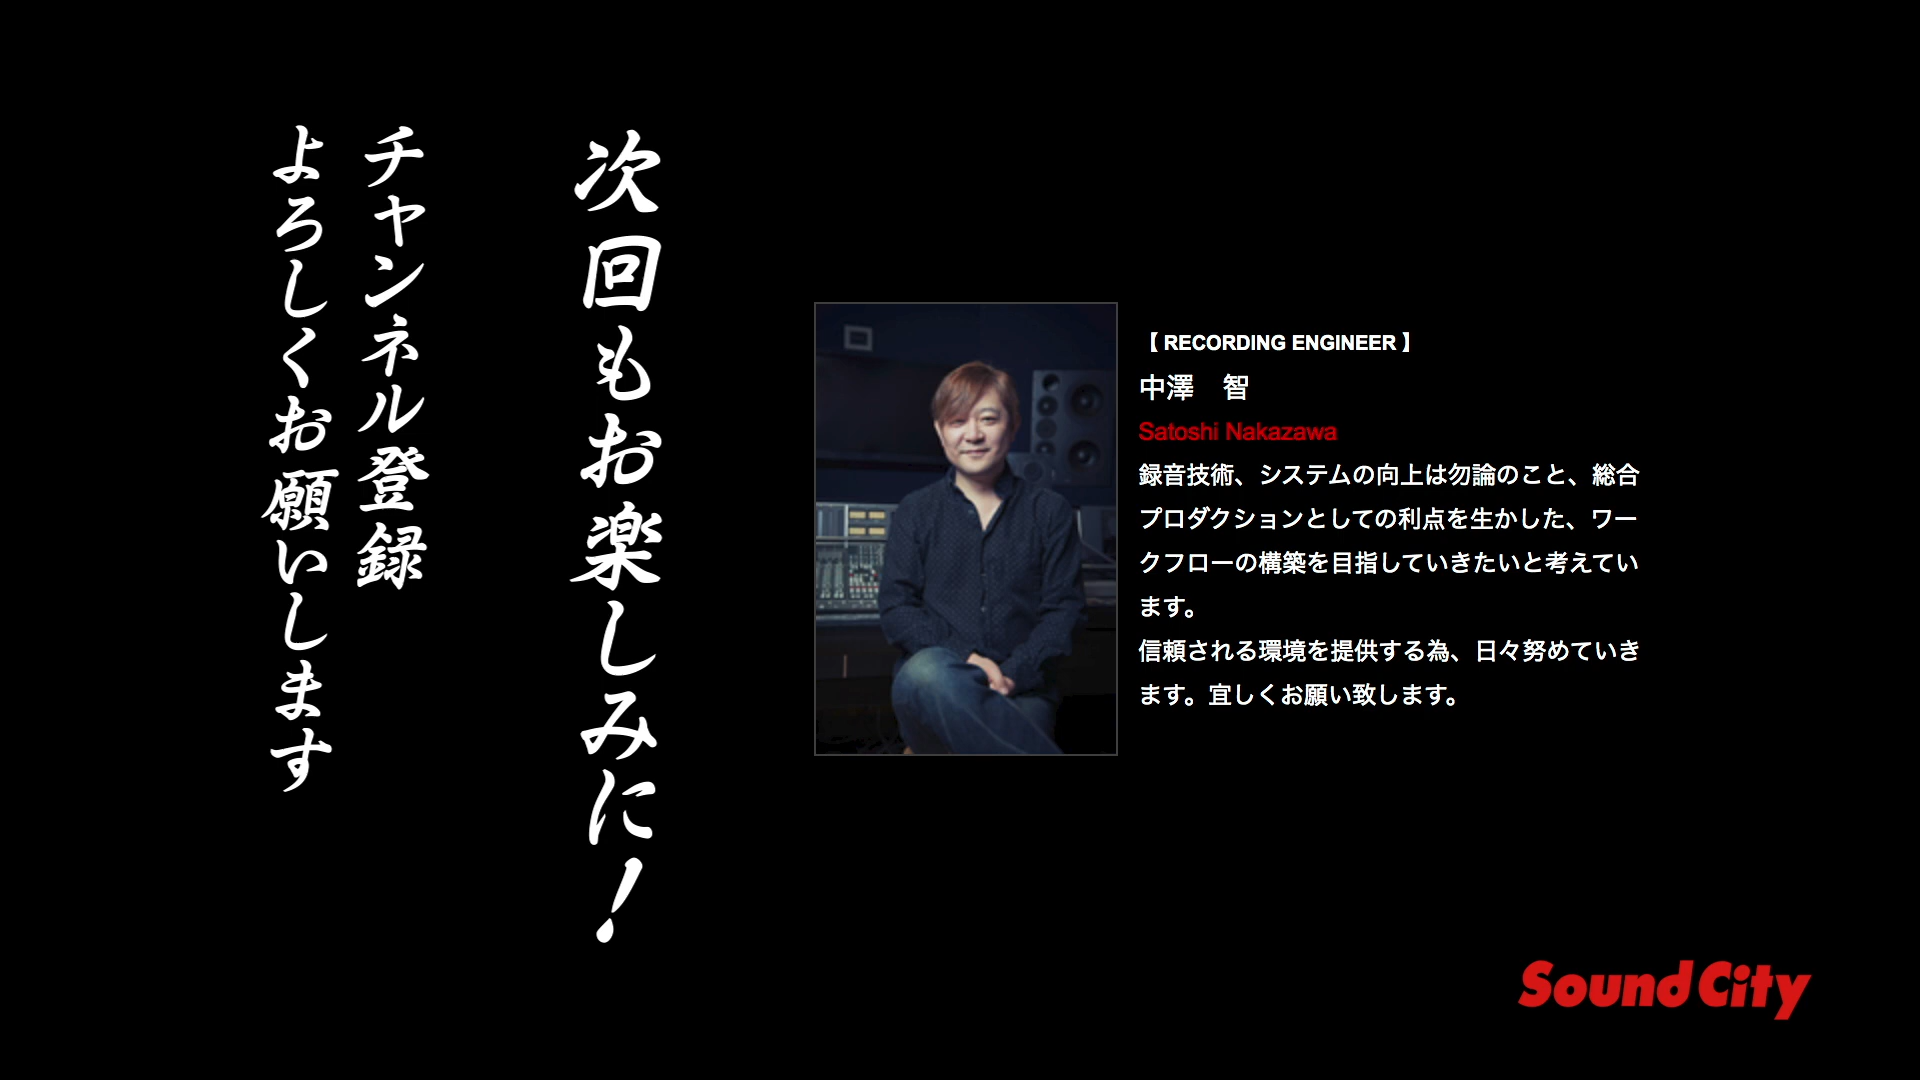 次回もお楽しみに！
チャンネル登録
よろしくお願いします
【 RECORDING ENGINEER 】
中澤　智
Satoshi Nakazawa
録音技術、システムの向上は勿論のこと、総合
プロダクションとしての利点を生かした、ワー
クフローの構築を目指していきたいと考えてい
ます。
信頼される環境を提供する為、日々努めていき
ます。宜しくお願い致します。
Sound City